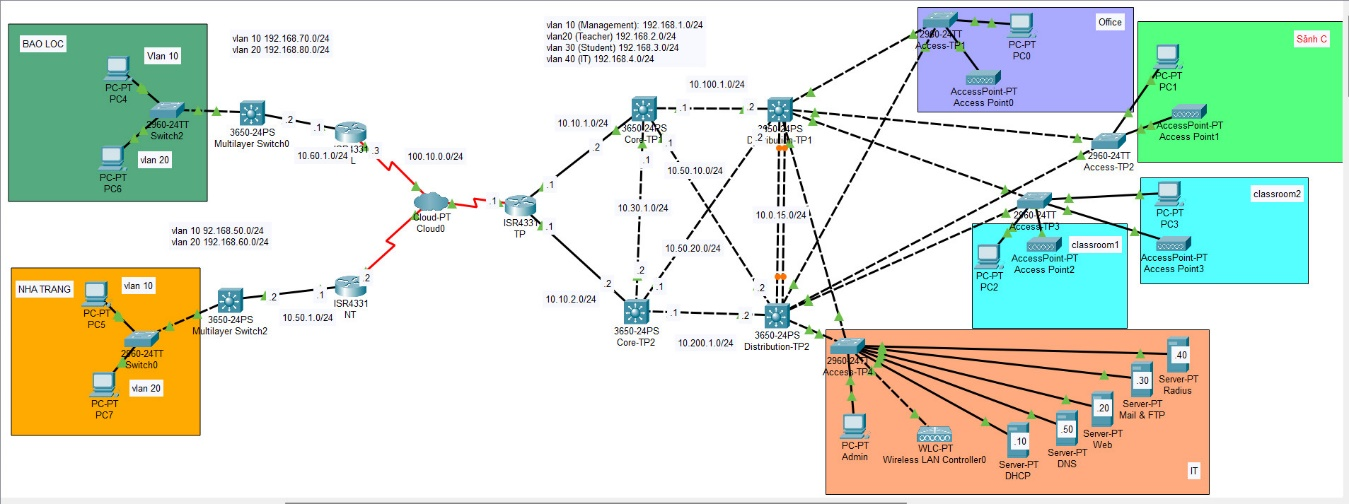 BAO LOC
Vlan 10
PC-PT
PC4
2960-24TT
Switch2
vlan 20
PC-PT
PC6
vlan 10 192.168.70.0/24
vlan 20 192.168.80.0/24
3650-24PS
Multilayer Switch0
.2
.1
10.60.1.0/24
L
.3
100.10.0.0/24
Cloud-PT
Cloud0
.1
ISR4331
TP
NHA TRANG
vlan 10
PC-PT
PC5
2960-24TT
Switch0
vlan 20
PC-PT
PC7
vlan 10 92.168.50.0/24
vlan 20 192.168.60.0/24
3650-24PS
Multilayer Switch2
.2
.1
10.50.1.0/24
.2
ISR4331
NT
vlan 10 (Management): 192.168.1.0/24
vlan20 (Teacher) 192.168.2.0/24
vlan 30 (Student) 192.168.3.0/24
vlan 40 (IT) 192.168.4.0/24
10.10.1.0/24
.1
.2
.1
10.10.2.0/24
.2
3650-24PS
Core-TP1
.1
10.100.1.0/24
.2
Distribution-TP1
.1
.1
10.50.10.0/24
10.30.1.0/24
10.50.20.0/24
.2
10.0.15.0/24
.2
.1
.2
3650-24PS
Core-TP2
.1
10.200.1.0/24
.2
3650-24PS
Distribution-TP2
Office
2960-24TT
Access-TP1
PC-PT
PC0
AccessPoint-PT
Access Point0
Sảnh C
PC-PT
PC1
AccessPoint-PT
Access Point1
2960-24TT
Access-TP2
classroom2
PC-PT
PC3
2960-24TT
Access-TP3
AccessPoint-PT
Access Point3
classroom1
AccessPoint-PT
Access Point2
PC-PT
PC2
2960-24TT
Access-TP4
PC-PT
Admin
WLC-PT
Wireless LAN Controller0
.10
Server-PT
DHCP
.50
Server-PT
DNS
.20
Server-PT
Web
.30
Server-PT
Mail & FTP
.40
Server-PT
Radius
IT